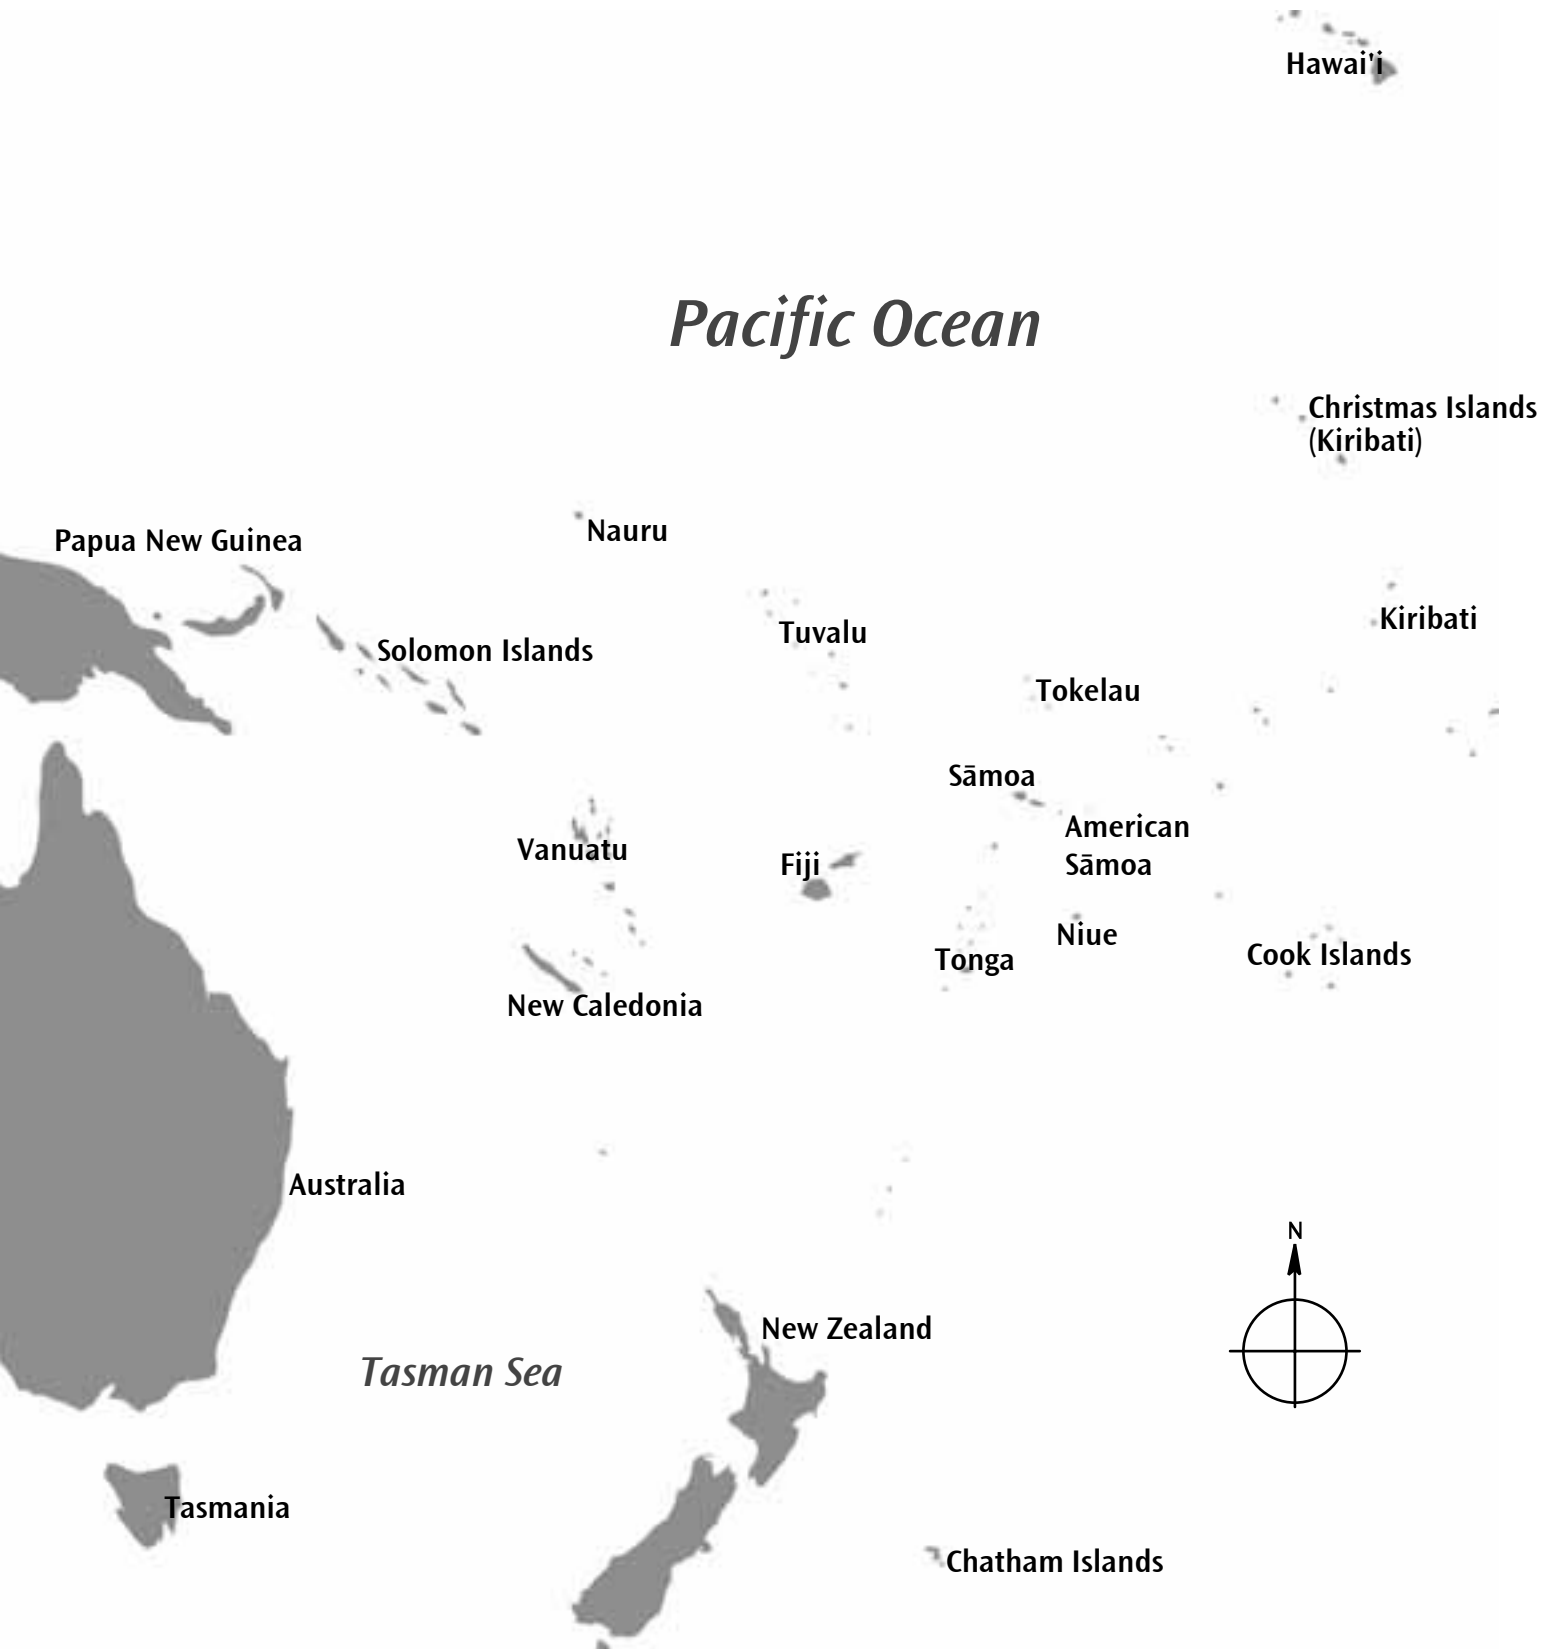 Hawai'i
Pacific Ocean
Christmas Islands
(Kiribati)
Nauru
Papua New Guinea
Kiribati
Tuvalu
Solomon Islands
Tokelau
Sāmoa
American
Sāmoa
Vanuatu
Fiji
Niue
Cook Islands
Tonga
New Caledonia
Australia
N
New Zealand
Tasman Sea
Tasmania
Chatham Islands